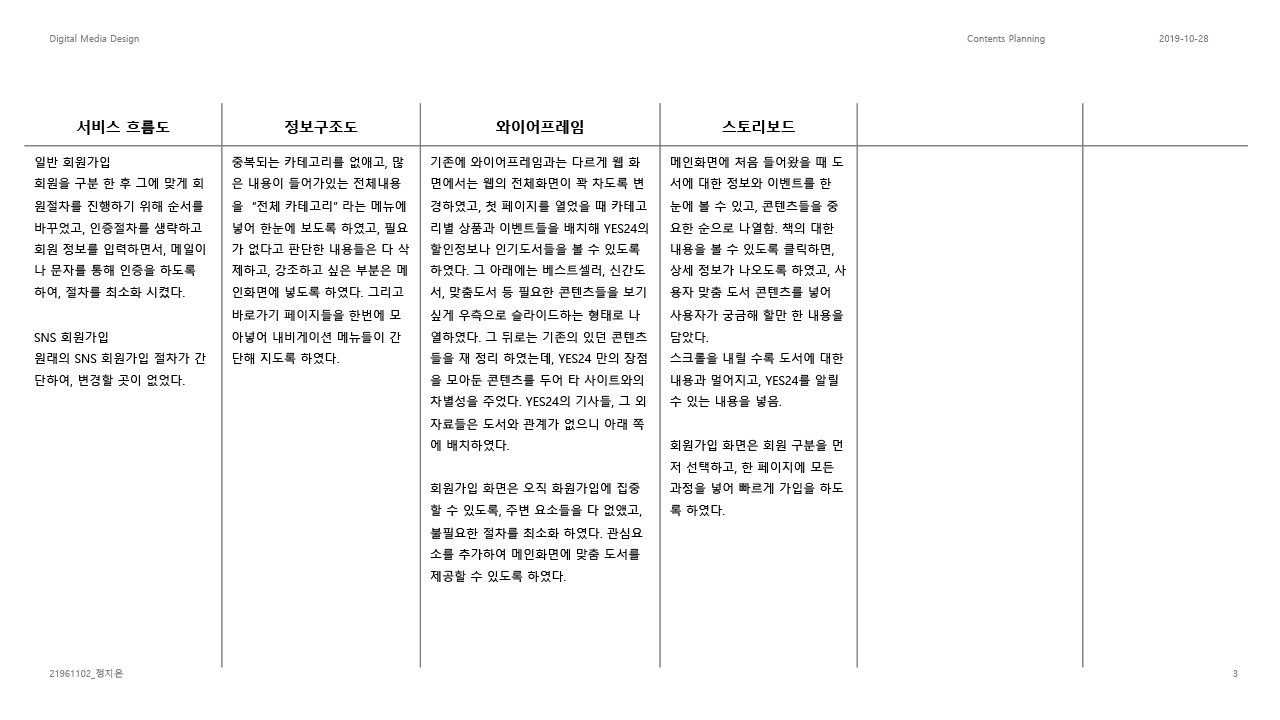 Digital Media Design
Contents Planning
2019-10-28
서비스 흐름도
일반 회원가입
회원을 구분 한 후 그에 맞게 회
원절차를 진행하기 위해 순서를
바꾸었고, 인증절차를 생략하고
회원 정보를 입력하면서, 메일이
나 문자를 통해 인증을 하도록
하여, 절차를 최소화 시켰다.
SNS 회원가입
원래의 SNS 회원가입 절차가 간
단하여, 변경할 곳이 없었다.
정보구조도
중복되는 카테고리를 없애고, 많
은 내용이 들어가있는 전체내용
을 “전체 카테고리” 라는 메뉴에
넣어 한눈에 보도록 하였고, 필요
가 없다고 판단한 내용들은 다 삭
제하고, 강조하고 싶은 부분은 메
인화면에 넣도록 하였다. 그리고
바로가기 페이지들을 한번에 모
아넣어 내비게이션 메뉴들이 간
단해 지도록 하였다.
와이어프레임
기존에 와이어프레임과는 다르게 웹 화
면에서는 웹의 전체화면이 꽉 차도록 변
경하였고, 첫 페이지를 열었을 때 카테고
리별 상품과 이벤트들을 배치해 YES24의
할인정보나 인기도서들을 볼 수 있도록
하였다. 그 아래에는 베스트셀러, 신간도
서, 맞춤도서 등 필요한 콘텐츠들을 보기
싶게 우측으로 슬라이드하는 형태로 나
열하였다. 그 뒤로는 기존의 있던 콘텐츠
들을 재 정리 하였는데, YES24 만의 장점
을 모아둔 콘텐츠를 두어 타 사이트와의
차별성을 주었다. YES24의 기사들, 그 외
자료들은 도서와 관계가 없으니 아래 쪽
에 배치하였다.
회원가입 화면은 오직 화원가입에 집중
할 수 있도록, 주변 요소들을 다 없앴고,
불필요한 절차를 최소화 하였다. 관심요
소를 추가하여 메인화면에 맞춤 도서를
제공할 수 있도록 하였다.
스토리보드
메인화면에 처음 들어왔을 때 도
서에 대한 정보와 이벤트를 한
눈에 볼 수 있고, 콘텐츠들을 중
요한 순으로 나열함. 책의 대한
내용을 볼 수 있도록 클릭하면,
상세 정보가 나오도록 하였고, 사
용자 맞춤 도서 콘텐츠를 넣어
사용자가 궁금해 할만 한 내용을
담았다.
스크롤을 내릴 수록 도서에 대한
내용과 멀어지고, YES24를 알릴
수 있는 내용을 넣음.
회원가입 화면은 회원 구분을 먼
저 선택하고, 한 페이지에 모든
과정을 넣어 빠르게 가입을 하도
록 하였다.
21961102_정지은
3